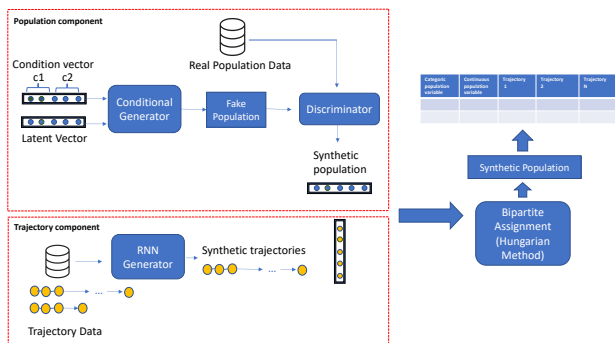 Population component
Condition vector
c1
c2
Real Population Data
Conditional
Generator
Fake
Population
Discriminator
Latent Vector
Synthetic
population
Trajectory component
RNN
Generator
Synthetic trajectories
...
...
...
Trajectory Data
Categoric
population
variable
Continuous
population
variable
Trajectory
1
Trajectory
2
Trajectory
N
Synthetic Population
Bipartite
Assignment
(Hungarian
Method)